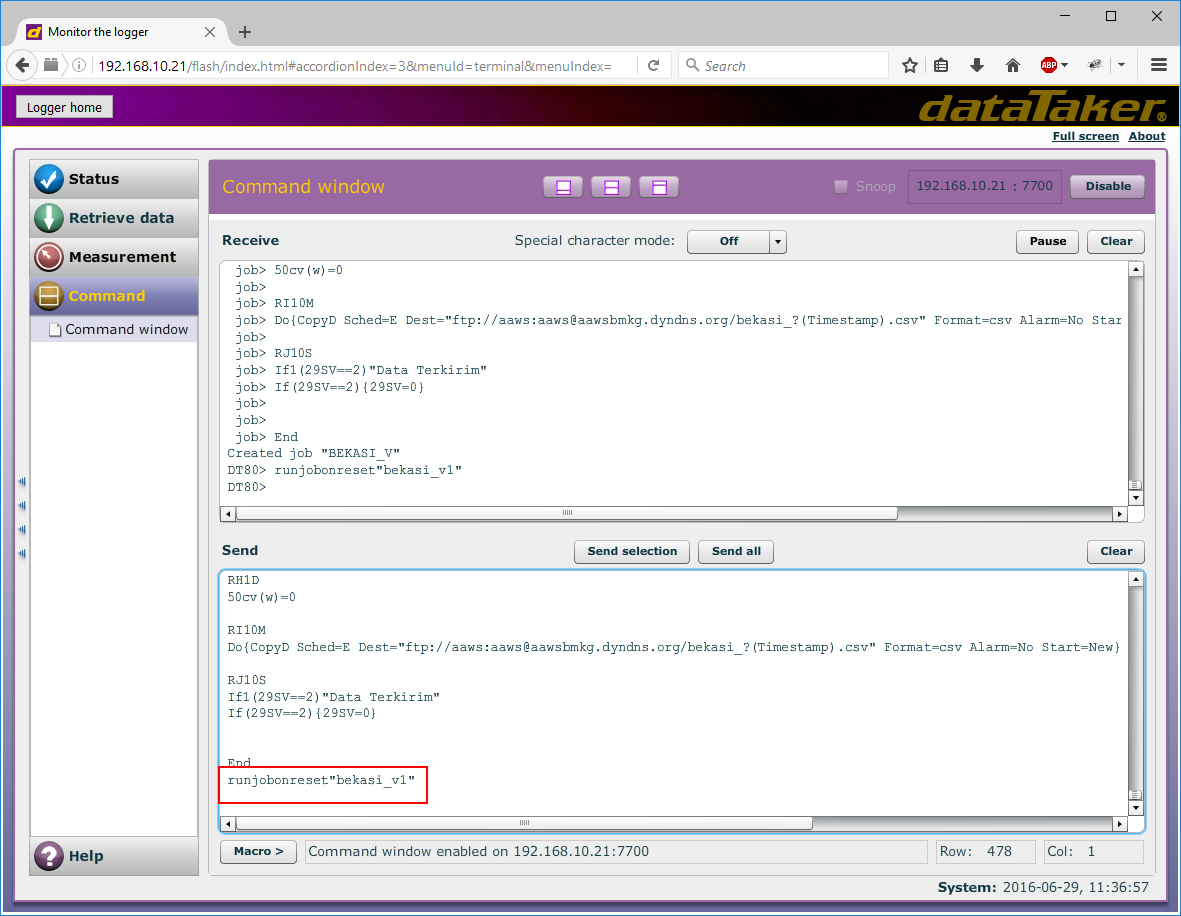 Monitor the logger
192.168.10.21/flash/index.html#accordionIndex=3&menuId=terminal&menuIndex=
Search
ABP
Logger home
dataTaker®
Full screen About
Status
Retrieve data
Measurement
Command
Command window
Help
Command window
Snoop
192.168.10.21 : 7700
Disable
Receive
Special character mode:
Off
Pause
Clear
job> 50cv(w)=0
job>
job> RI10M
job> Do{CopyD Sched=E Dest="ftp://aaws:aaws@aawsbmkg.dyndns.org/bekasi_?(Timestamp).csv" Format=csv Alarm=No Star
job>
job> RJ10S
job> If1(29SV==2)"Data Terkirim"
job> If(29SV==2){29SV=0}
job>
job>
job> End
Created job "BEKASI_V"
DT80> runjobonreset"bekasi_v1"
DT80>
Send
Send selection
Send all
Clear
RH1D
50cv(w)=0
RI10M
Do{CopyD Sched=E Dest="ftp://aaws:aaws@aawsbmkg.dyndns.org/bekasi_?(Timestamp).csv" Format=csv Alarm=No Start=New}
RJ10S
If1(29SV==2)"Data Terkirim"
If(29SV==2){29SV=0}
End
runjobonreset"bekasi_v1"
Macro >
Command window enabled on 192.168.10.21:7700
Row: 478
Col: 1
System: 2016-06-29, 11:36:57